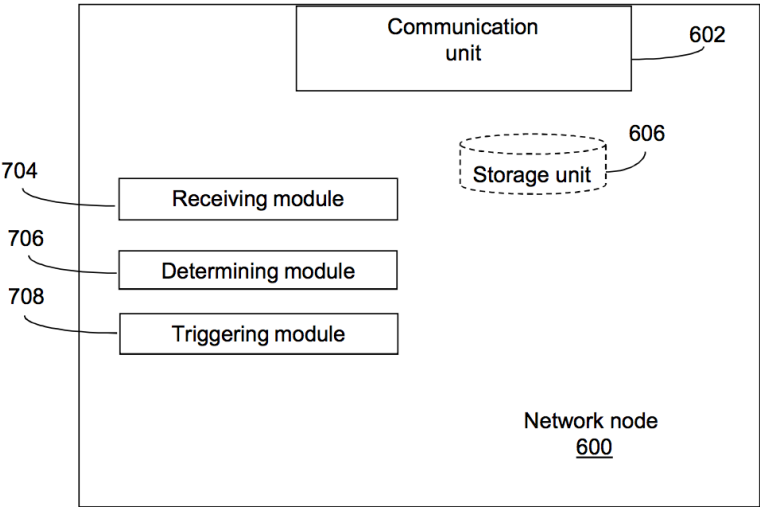 Communication
unit
602
606
Storage unit
704
Receiving module
706
Determining module
708
Triggering module
Network node
600